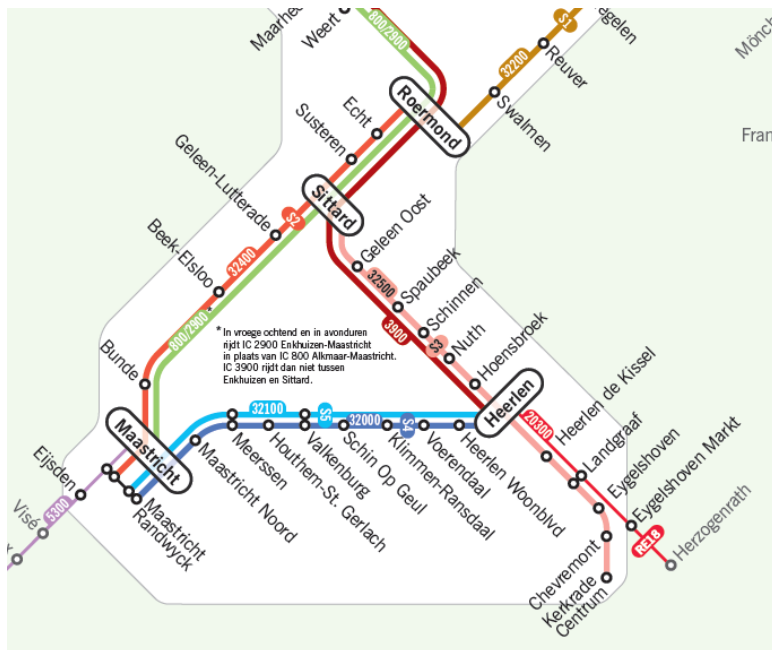 Maarhe
Weert
800/2900
S1
egelen
Reuver
32200
Swalmen
Mönch
Fran
Roermond
Echt
Susteren
Sittard
Geleen-Lutterade
S2
Beek-Elsloo
32400
800/2900
*
Geleen Oost
32500
Spaubeek
Schinnen
3900
S3
Nuth
Hoensbroek
* In vroege ochtend en in avonduren
rijdt IC 2900 Enkhuizen-Maastricht
in plaats van IC 800 Alkmaar-Maastricht.
IC 3900 rijdt dan niet tussen
Enkhuizen en Sittard.
Bunde
Heerlen
20300
Heerlen de Kissel
Landgraaf
Eygelshoven
Eygelshoven Markt
RE18
Herzogenrath
Chevremont
Kerkrade
Centrum
32100
S5
32000
S4
Maastricht
Eijsden
Visé
5300
Maastricht
Randwyck
Maastricht Noord
Meerssen
Houthem-St. Gerlach
Valkenburg
Schin Op Geul
Klimmen-Ransdaal
Voerendaal
Heerlen Woonblvd